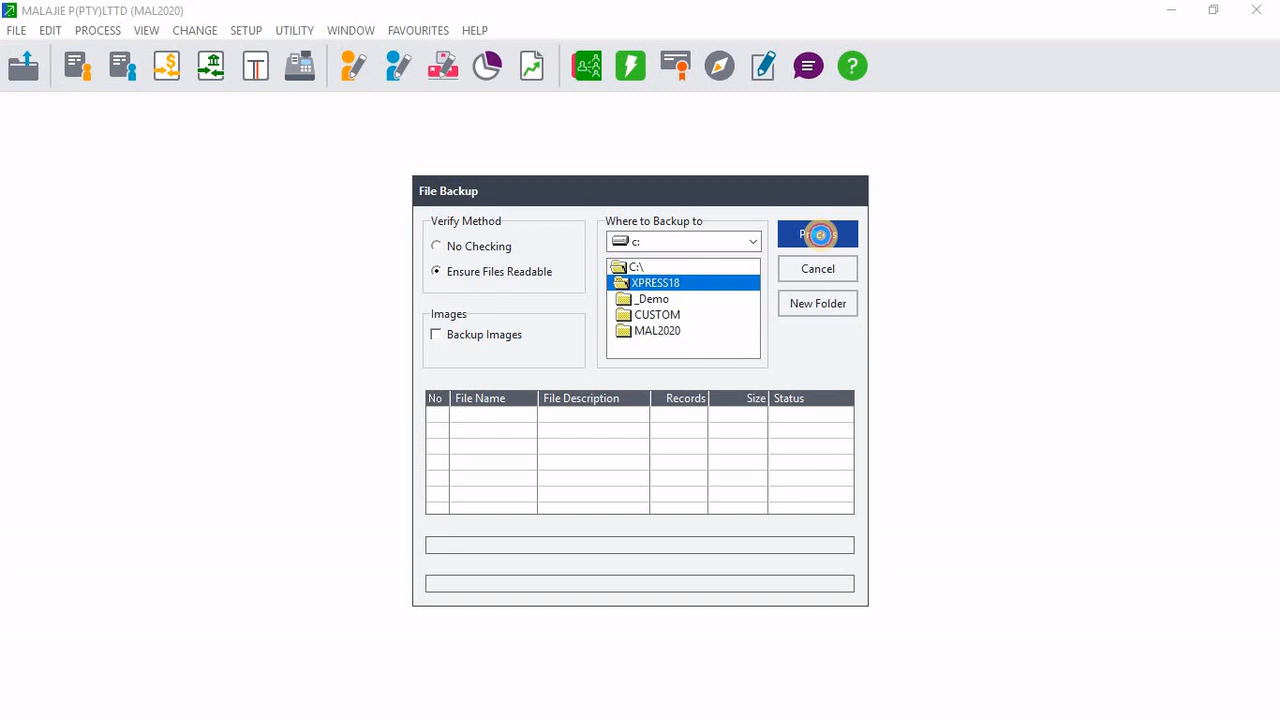 MALAJIE P(PTY)LTTD (MAL2020)
FILE EDIT PROCESS VIEW CHANGE SETUP UTILITY WINDOW FAVOURITES HELP
File Backup
Verify Method
No Checking
Ensure Files Readable
Images
Backup Images
Where to Backup to
c:
C:\
XPRESS18
_Demo
CUSTOM
MAL2020
Cancel
New Folder
No File Name File Description Records Size Status